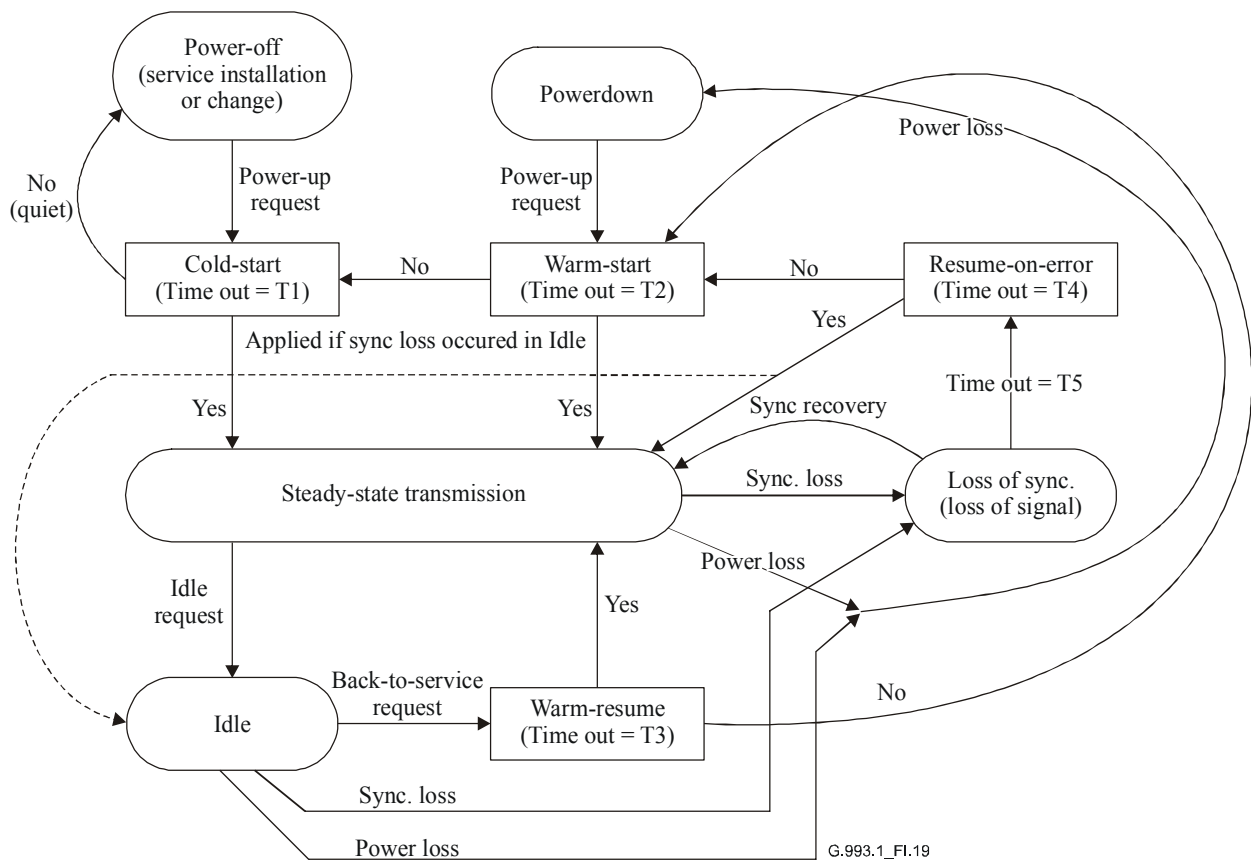 Power-off
(service installation
or change)
Powerdown
Power loss
No
(quiet)
Power-up
request
Power-up
request
Cold-start
(Time out = T1)
No
Warm-start
(Time out = T2)
No
Resume-on-error
(Time out = T4)
Yes
Applied if sync loss occured in Idle
Time out = T5
Yes
Yes
Sync recovery
Steady-state transmission
Sync. loss
Loss of sync.
(loss of signal)
Power loss
Idle
request
Yes
Back-to-service
request
No
Idle
Warm-resume
(Time out = T3)
Sync. loss
Power loss
G.993.1_FI.19